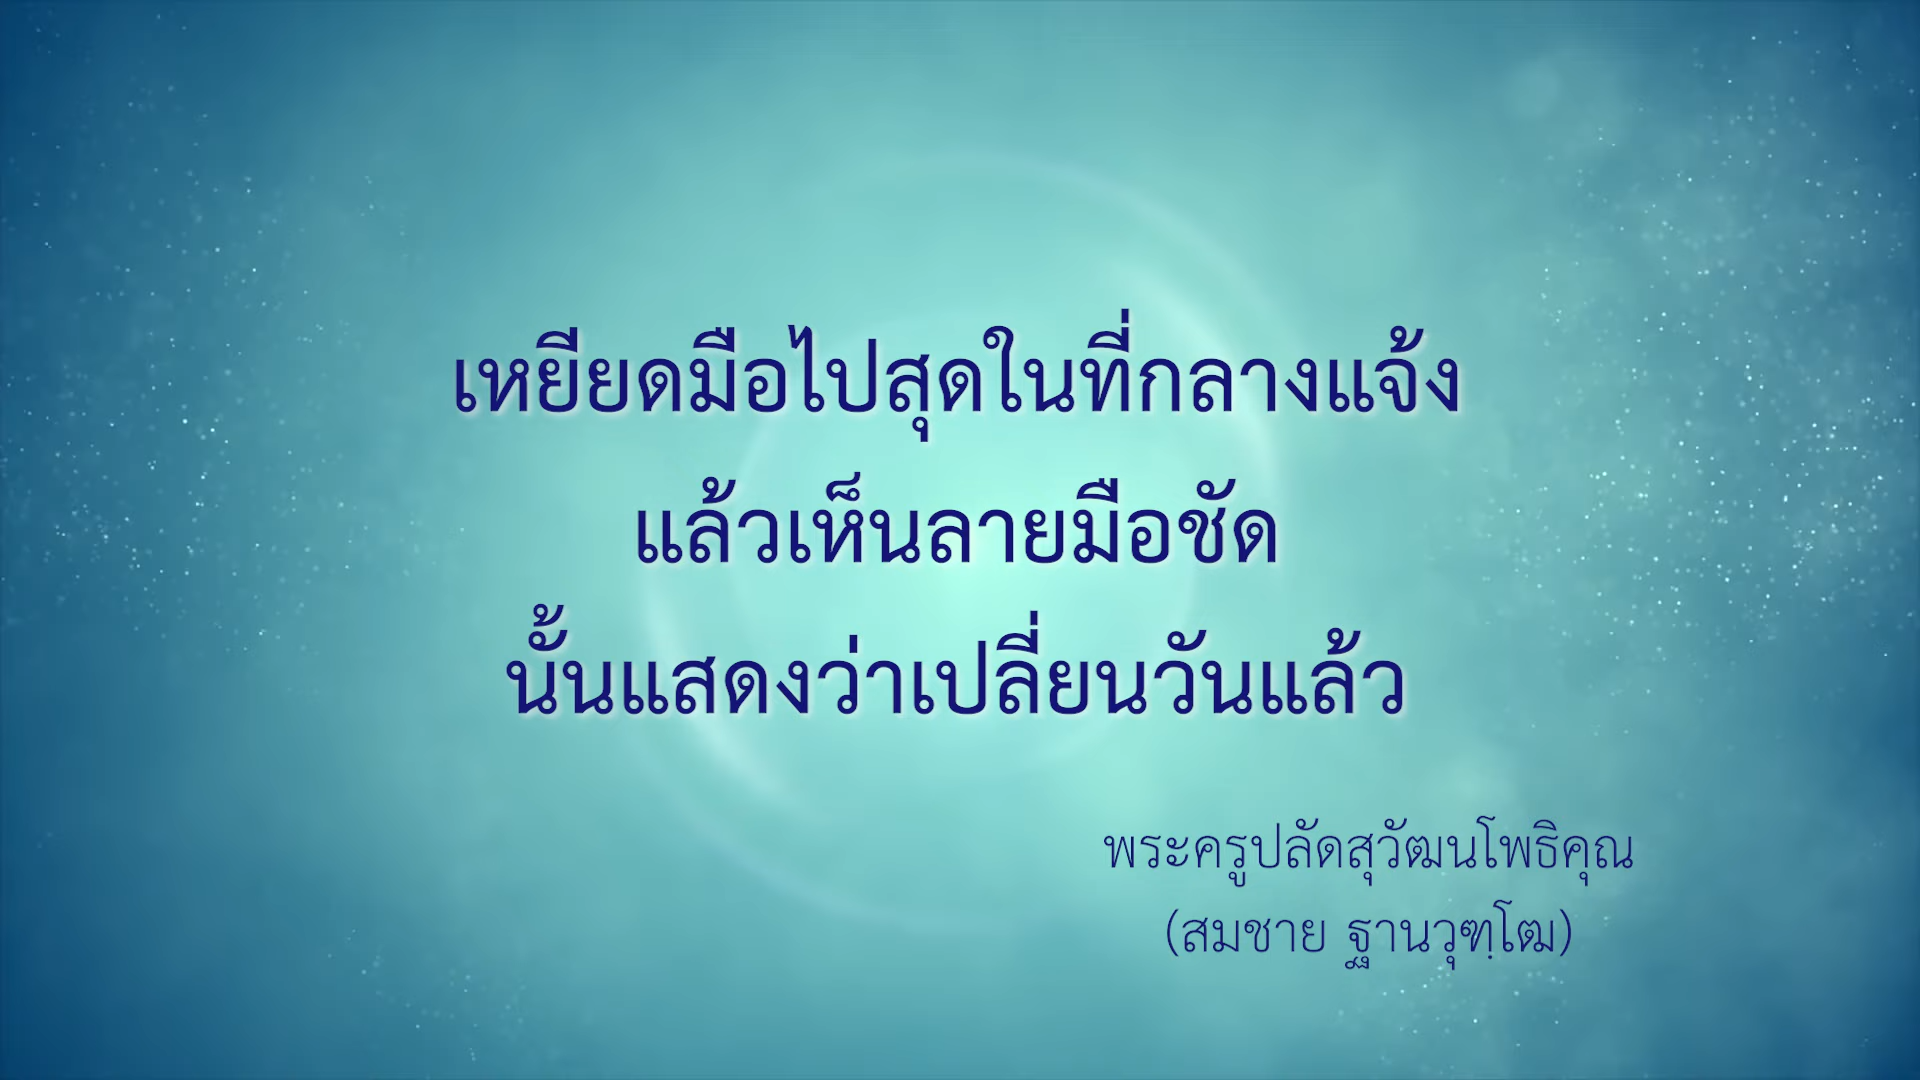 เหยียดมือไปสุดในที่กลางแจ้ง
แล้วเห็นลายมือชัด
นั้นแสดงว่าเปลี่ยนวันแล้ว
พระครูปลัดสุวัฒนโพธิคุณ
(สมชาย ฐานวุฑฺโฒ)